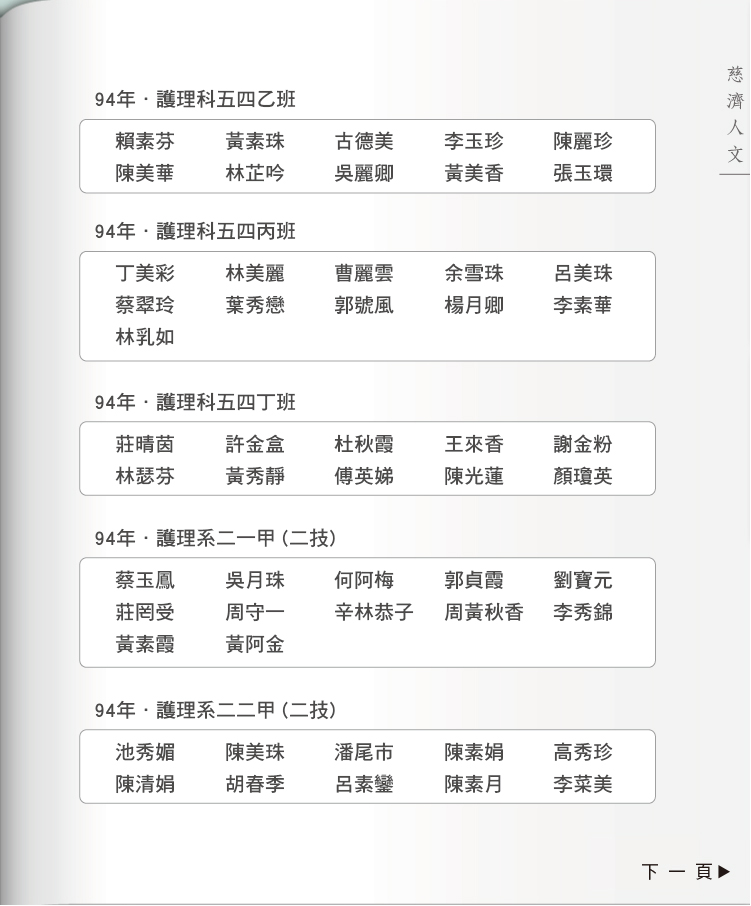 慈濟人文
94年・護理科五四乙班
賴素芬 黃素珠 古德美 李玉珍 陳麗珍
陳美華 林芷吟 吳麗卿 黃美香 張玉環
94年・護理科五四丙班
丁美彩 林美麗 曹麗雲 余雪珠 呂美珠
蔡翠玲 葉秀戀 郭號風 楊月卿 李素華
林乳如
94年・護理科五四丁班
莊晴茵 許金盒 杜秋霞 王來香 謝金粉
林瑟芬 黃秀靜 傅英娣 陳光蓮 顏瓊英
94年・護理系二一甲(二技)
蔡玉鳳 吳月珠 何阿梅 郭貞霞 劉寶元
莊罔受 周守一 辛林恭子 周黃秋香 李秀錦
黃素霞 黃阿金
94年・護理系二二甲(二技)
池秀媚 陳美珠 潘尾市 陳素娟 高秀珍
陳清娟 胡春季 呂素鑾 陳素月 李菜美
下一頁▶